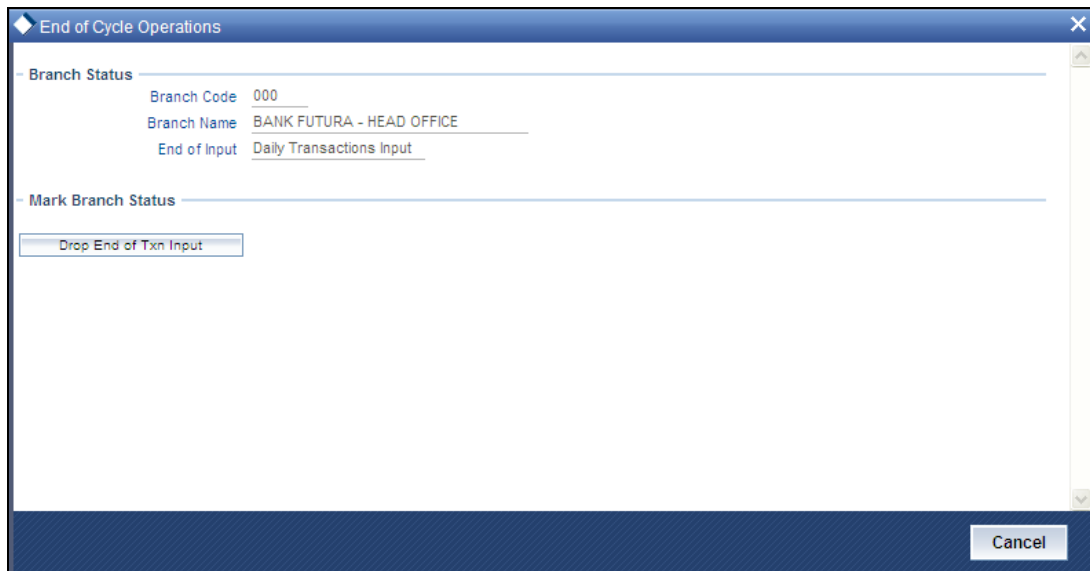 End of Cycle Operations
Branch Status
Branch Code 000
Branch Name BANK FUTURA - HEAD OFFICE
End of Input Daily Transactions Input
Mark Branch Status
Drop End of Txn Input
Cancel